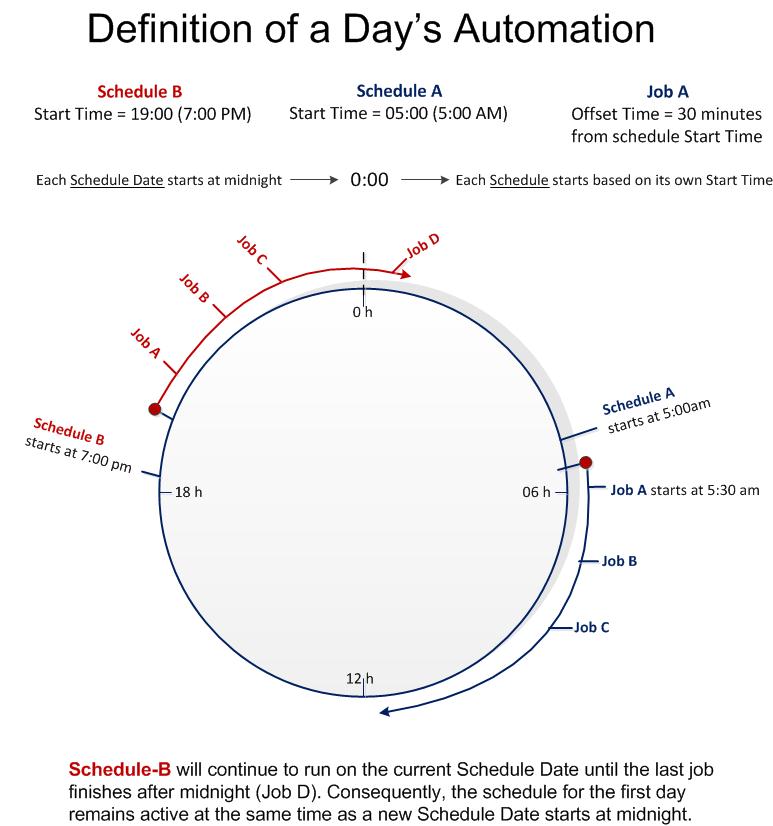 Definition of a Day's Automation
Schedule B
Start Time = 19:00 (7:00 PM)
Schedule A
Start Time = 05:00 (5:00 AM)
Job A
Offset Time = 30 minutes
from schedule Start Time
Each Schedule Date starts at midnight
0:00
Each Schedule starts based on its own Start Time
Job D
Job C
Job B
Job A
0 h
Schedule A
starts at 5:00am
Schedule B
starts at 7:00 pm
18 h
06 h
Job A starts at 5:30 am
Job B
Job C
12 h
Schedule-B will continue to run on the current Schedule Date until the last job
finishes after midnight (Job D). Consequently, the schedule for the first day
remains active at the same time as a new Schedule Date starts at midnight.